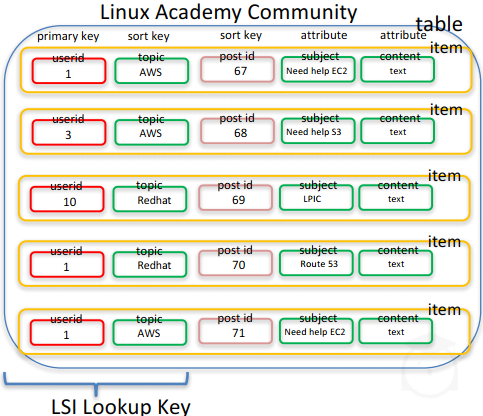 Linux Academy Community
table
primary key sort key sort key attribute attribute
item
userid topic post id subject content
1 AWS 67 Need help EC2 text
item
userid topic post id subject content
3 AWS 68 Need help S3 text
item
userid topic post id subject content
10 Redhat 69 LPIC text
item
userid topic post id subject content
1 Redhat 70 Route 53 text
item
userid topic post id subject content
1 AWS 71 Need help EC2 text
LSI Lookup Key